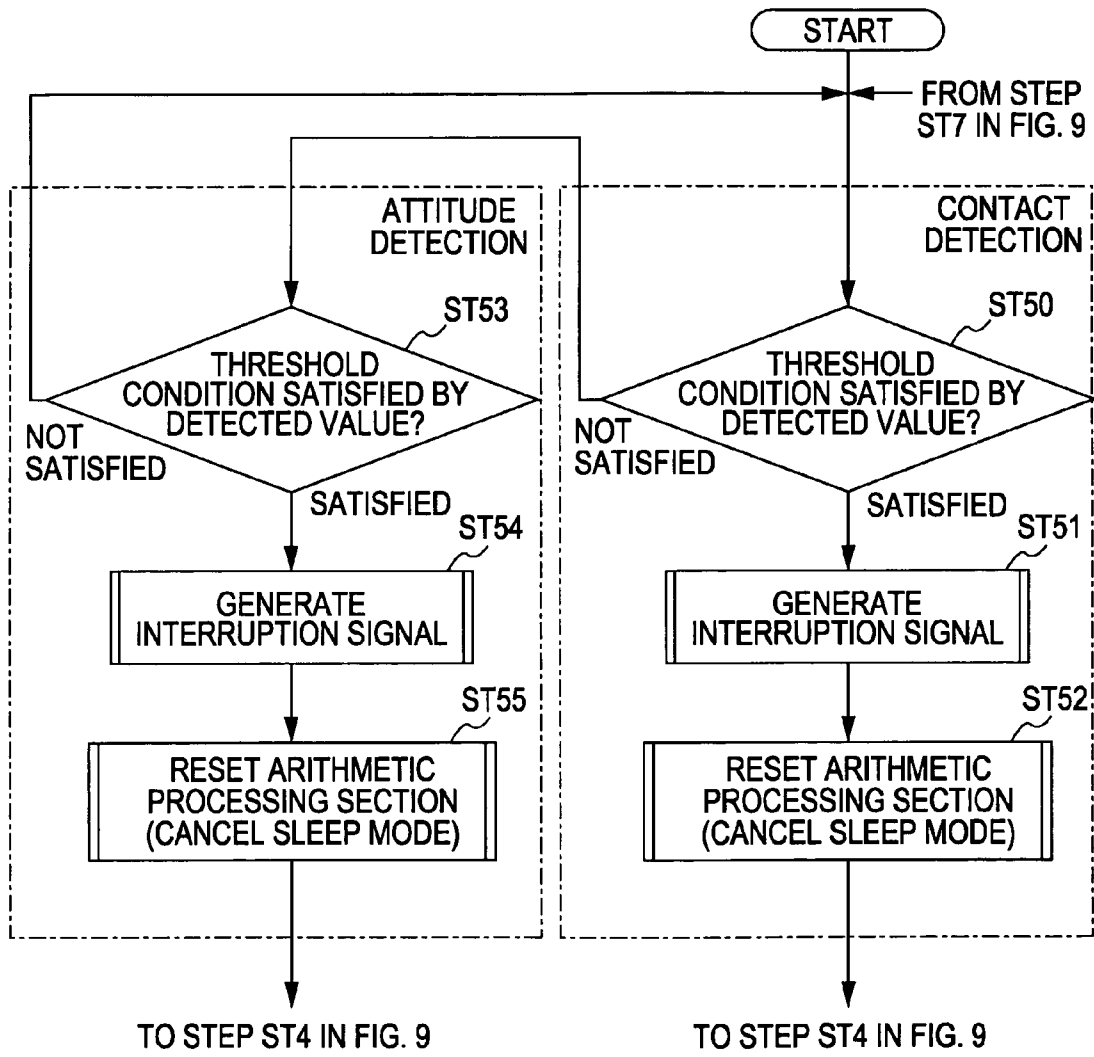 START
FROM STEP
ST7 IN FIG. 9
ATTITUDE
DETECTION
CONTACT
DETECTION
ST53
THRESHOLD
CONDITION SATISFIED BY
DETECTED VALUE?
NOT
SATISFIED
SATISFIED
ST50
THRESHOLD
CONDITION SATISFIED BY
DETECTED VALUE?
NOT
SATISFIED
SATISFIED
ST54
GENERATE
INTERRUPTION SIGNAL
ST51
GENERATE
INTERRUPTION SIGNAL
ST55
RESET ARITHMETIC
PROCESSING SECTION
(CANCEL SLEEP MODE)
ST52
RESET ARITHMETIC
PROCESSING SECTION
(CANCEL SLEEP MODE)
TO STEP ST4 IN FIG. 9
TO STEP ST4 IN FIG. 9